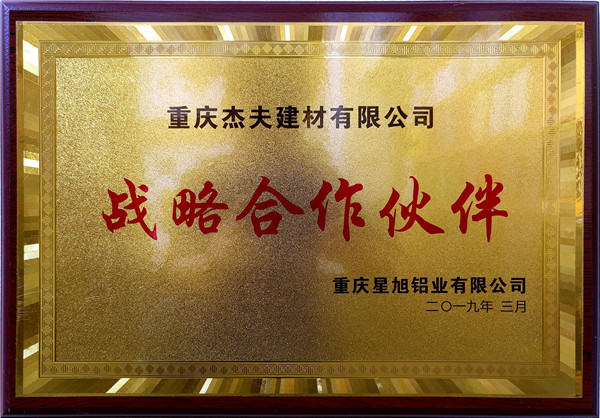 重庆杰夫建材有限公司
战略合作伙伴
重庆星旭铝业有限公司
二〇一九年 三月